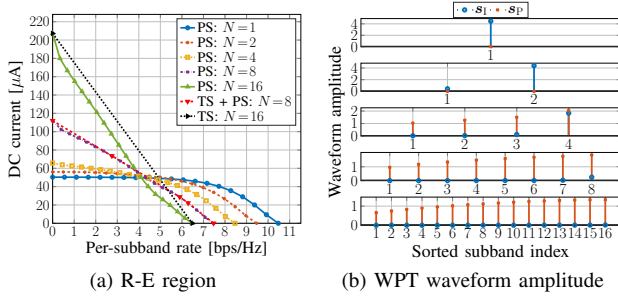 220
200
180
160
140
120
100
80
60
40
20
0
DC current [μA]
0 1 2 3 4 5 6 7 8 9 10 11
Per-subband rate [bps/Hz]
PS: N = 1
PS: N = 2
PS: N = 4
PS: N = 8
PS: N = 16
TS + PS: N = 8
TS: N = 16
(a) R-E region
s_I s_P
Waveform amplitude
4
2
0
1
4
2
0
1 2
2
1
0
1 2 3 4
1
0
1 2 3 4 5 6 7 8
1
0
1 2 3 4 5 6 7 8 9 10 11 12 13 14 15 16
Sorted subband index
(b) WPT waveform amplitude